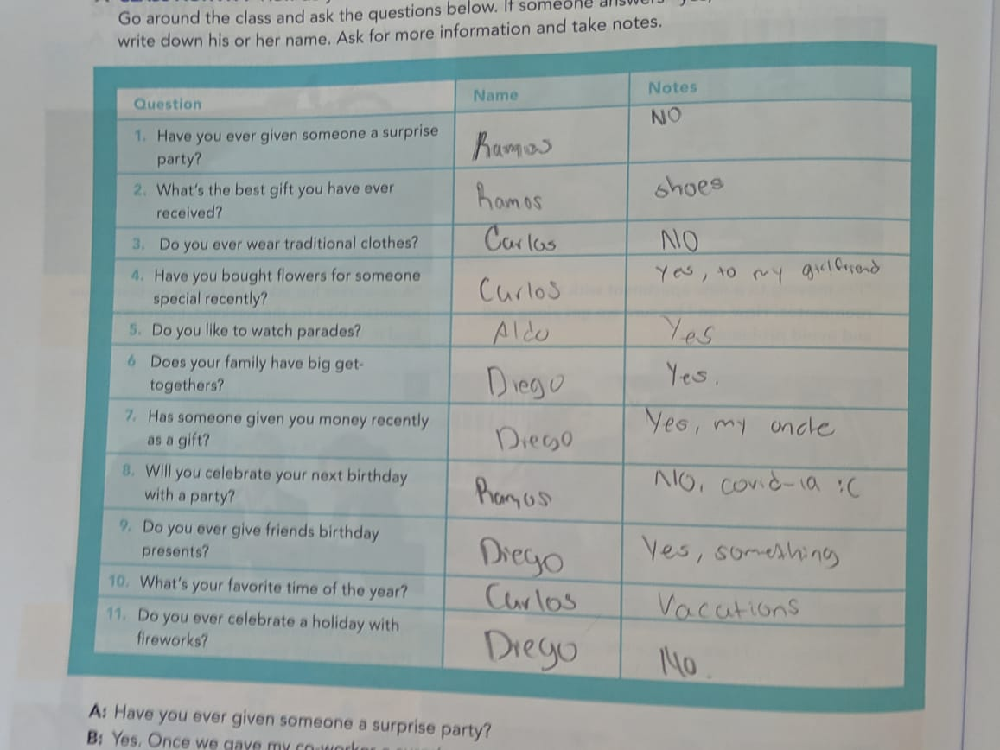 Go around the class and ask the questions below. If someone answers
write down his or her name. Ask for more information and take notes.
Question Name Notes
1. Have you ever given someone a surprise
party?
Ramos NO
2. What's the best gift you have ever
received?
Ramos shoes
3. Do you ever wear traditional clothes? Carlos NO
4. Have you bought flowers for someone
special recently?
Carlos Yes, to my girlfriend
5. Do you like to watch parades? Aldo Yes
6 Does your family have big get-
togethers?
Diego Yes.
7. Has someone given you money recently
as a gift?
Diego Yes, my uncle
8. Will you celebrate your next birthday
with a party?
Ramos NO, covid-19 :C
9. Do you ever give friends birthday
presents?
Diego Yes, something
10. What's your favorite time of the year? Carlos Vacations
11. Do you ever celebrate a holiday with
fireworks?
Diego No.
A: Have you ever given someone a surprise party?
B: Yes. Once we gave my